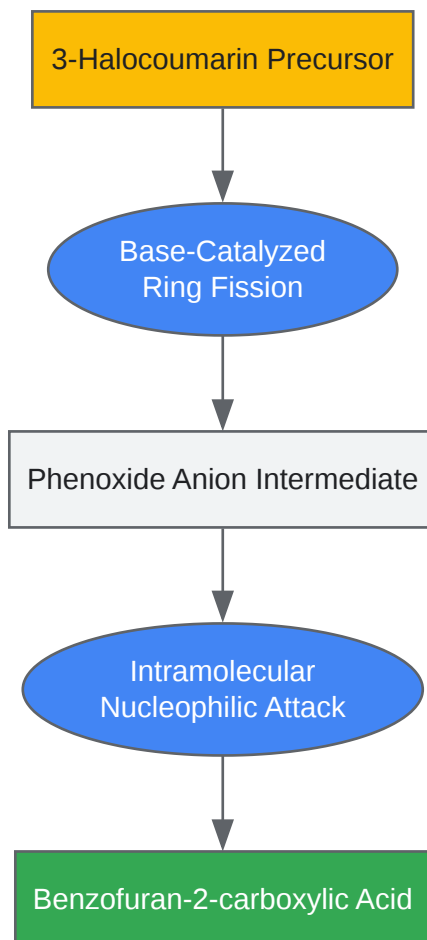 3-Halocoumarin Precursor
Base-Catalyzed
Ring Fission
Phenoxide Anion Intermediate
Intramolecular
Nucleophilic Attack
Benzofuran-2-carboxylic Acid